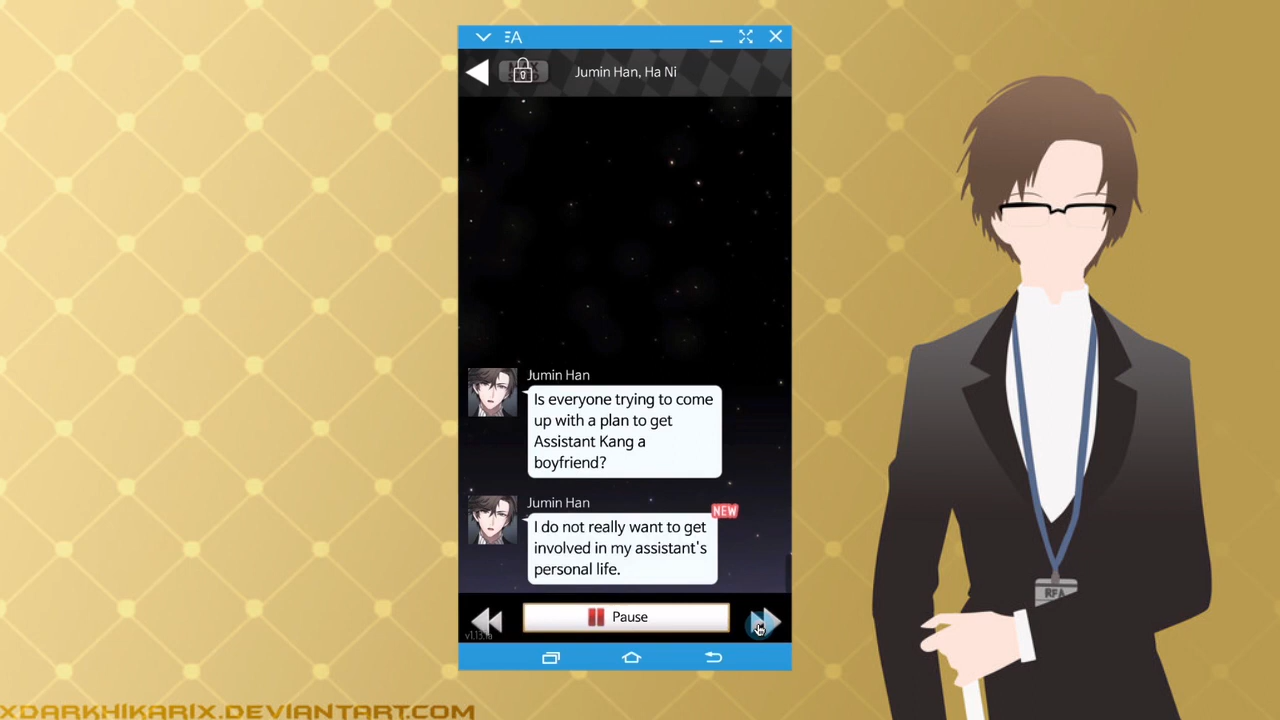 ΞA
Jumin Han, Ha Ni
Jumin Han
Is everyone trying to come
up with a plan to get
Assistant Kang a
boyfriend?
Jumin Han
NEW
I do not really want to get
involved in my assistant's
personal life.
Pause
RFA
XDARKHIKARIX.DEVIANTART.COM